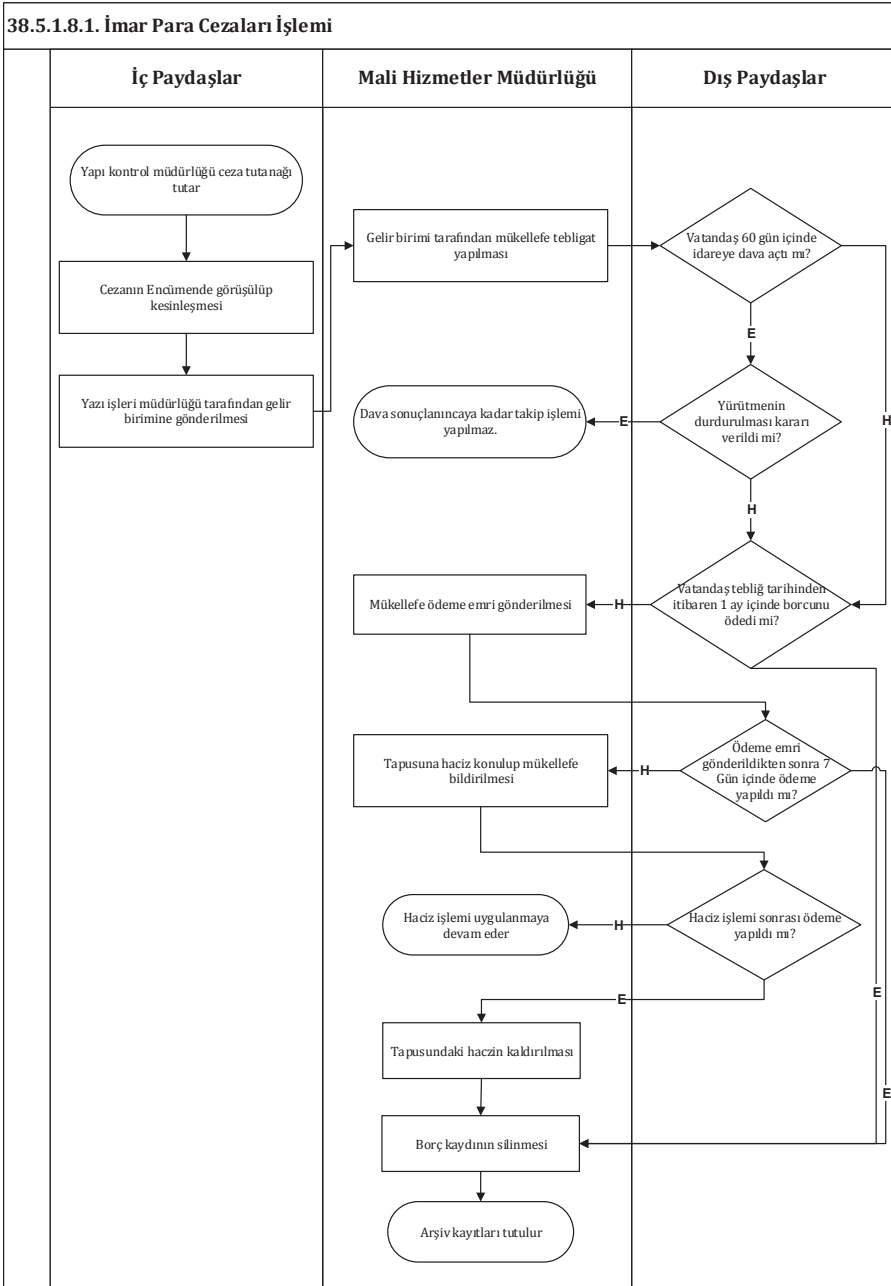 38.5.1.8.1. İmar Para Cezaları İşlemi
İç Paydaşlar
Mali Hizmetler Müdürlüğü
Dış Paydaşlar
Yapı kontrol müdürlüğü ceza tutanağı
tutar
Cezanın Encümende görüşülüp
kesinleşmesi
Yazı işleri müdürlüğü tarafından gelir
birimine gönderilmesi
Gelir birimi tarafından mükellefe tebligat
yapılması
Vatandaş 60 gün içinde
idareye dava açtı mı?
E
H
Yürütmenin
durdurulması kararı
verildi mi?
E
Dava sonuçlanıncaya kadar takip işlemi
yapılmaz.
H
Vatandaş tebliğ tarihinden
itibaren 1 ay içinde borcunu
ödedi mi?
H
Mükellefe ödeme emri gönderilmesi
Ödeme emri
gönderildikten sonra 7
Gün içinde ödeme
yapıldı mı?
H
Tapusuna haciz konulup mükellefe
bildirilmesi
Haciz işlemi sonrası ödeme
yapıldı mı?
H
Haciz işlemi uygulanmaya
devam eder
E
E
E
Tapusundaki haczin kaldırılması
Borç kaydının silinmesi
Arşiv kayıtları tutulur